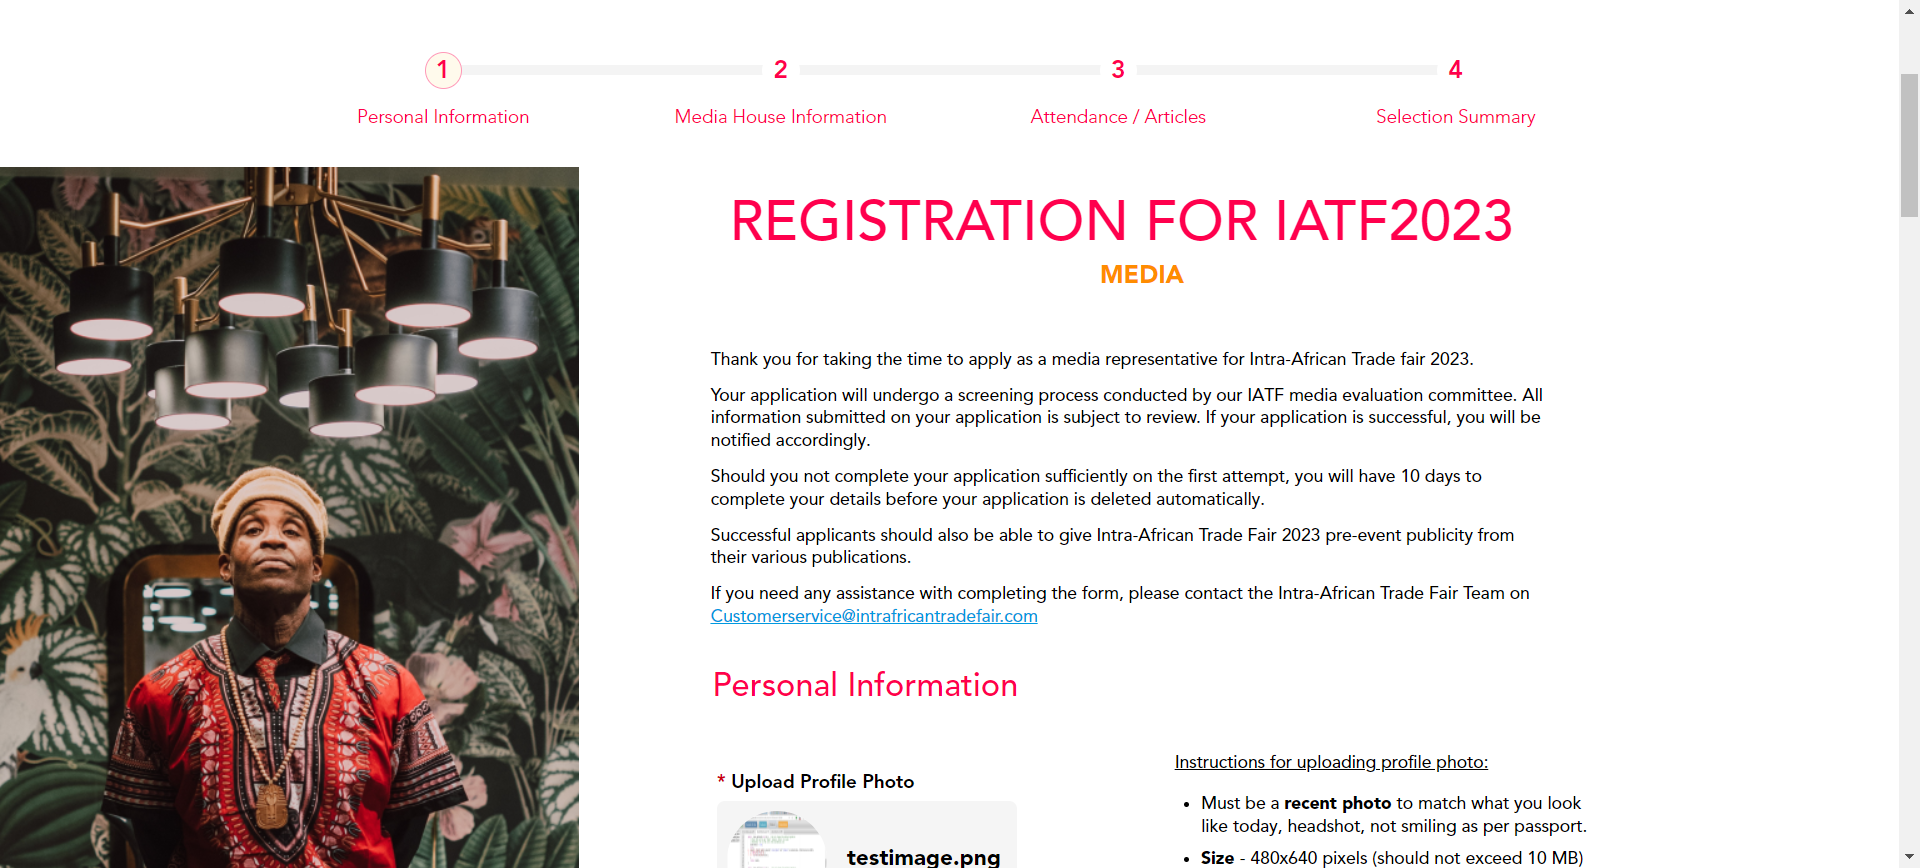 1
2
3
4
Personal Information
Media House Information
Attendance / Articles
Selection Summary
REGISTRATION FOR IATF2023
MEDIA
Thank you for taking the time to apply as a media representative for Intra-African Trade fair 2023.
Your application will undergo a screening process conducted by our IATF media evaluation committee. All
information submitted on your application is subject to review. If your application is successful, you will be
notified accordingly.
Should you not complete your application sufficiently on the first attempt, you will have 10 days to
complete your details before your application is deleted automatically.
Successful applicants should also be able to give Intra-African Trade Fair 2023 pre-event publicity from
their various publications.
If you need any assistance with completing the form, please contact the Intra-African Trade Fair Team on
Customerservice@intrafricantradefair.com
Personal Information
* Upload Profile Photo
testimage.png
Instructions for uploading profile photo:
• Must be a recent photo to match what you look
like today, headshot, not smiling as per passport.
• Size - 480x640 pixels (should not exceed 10 MB)